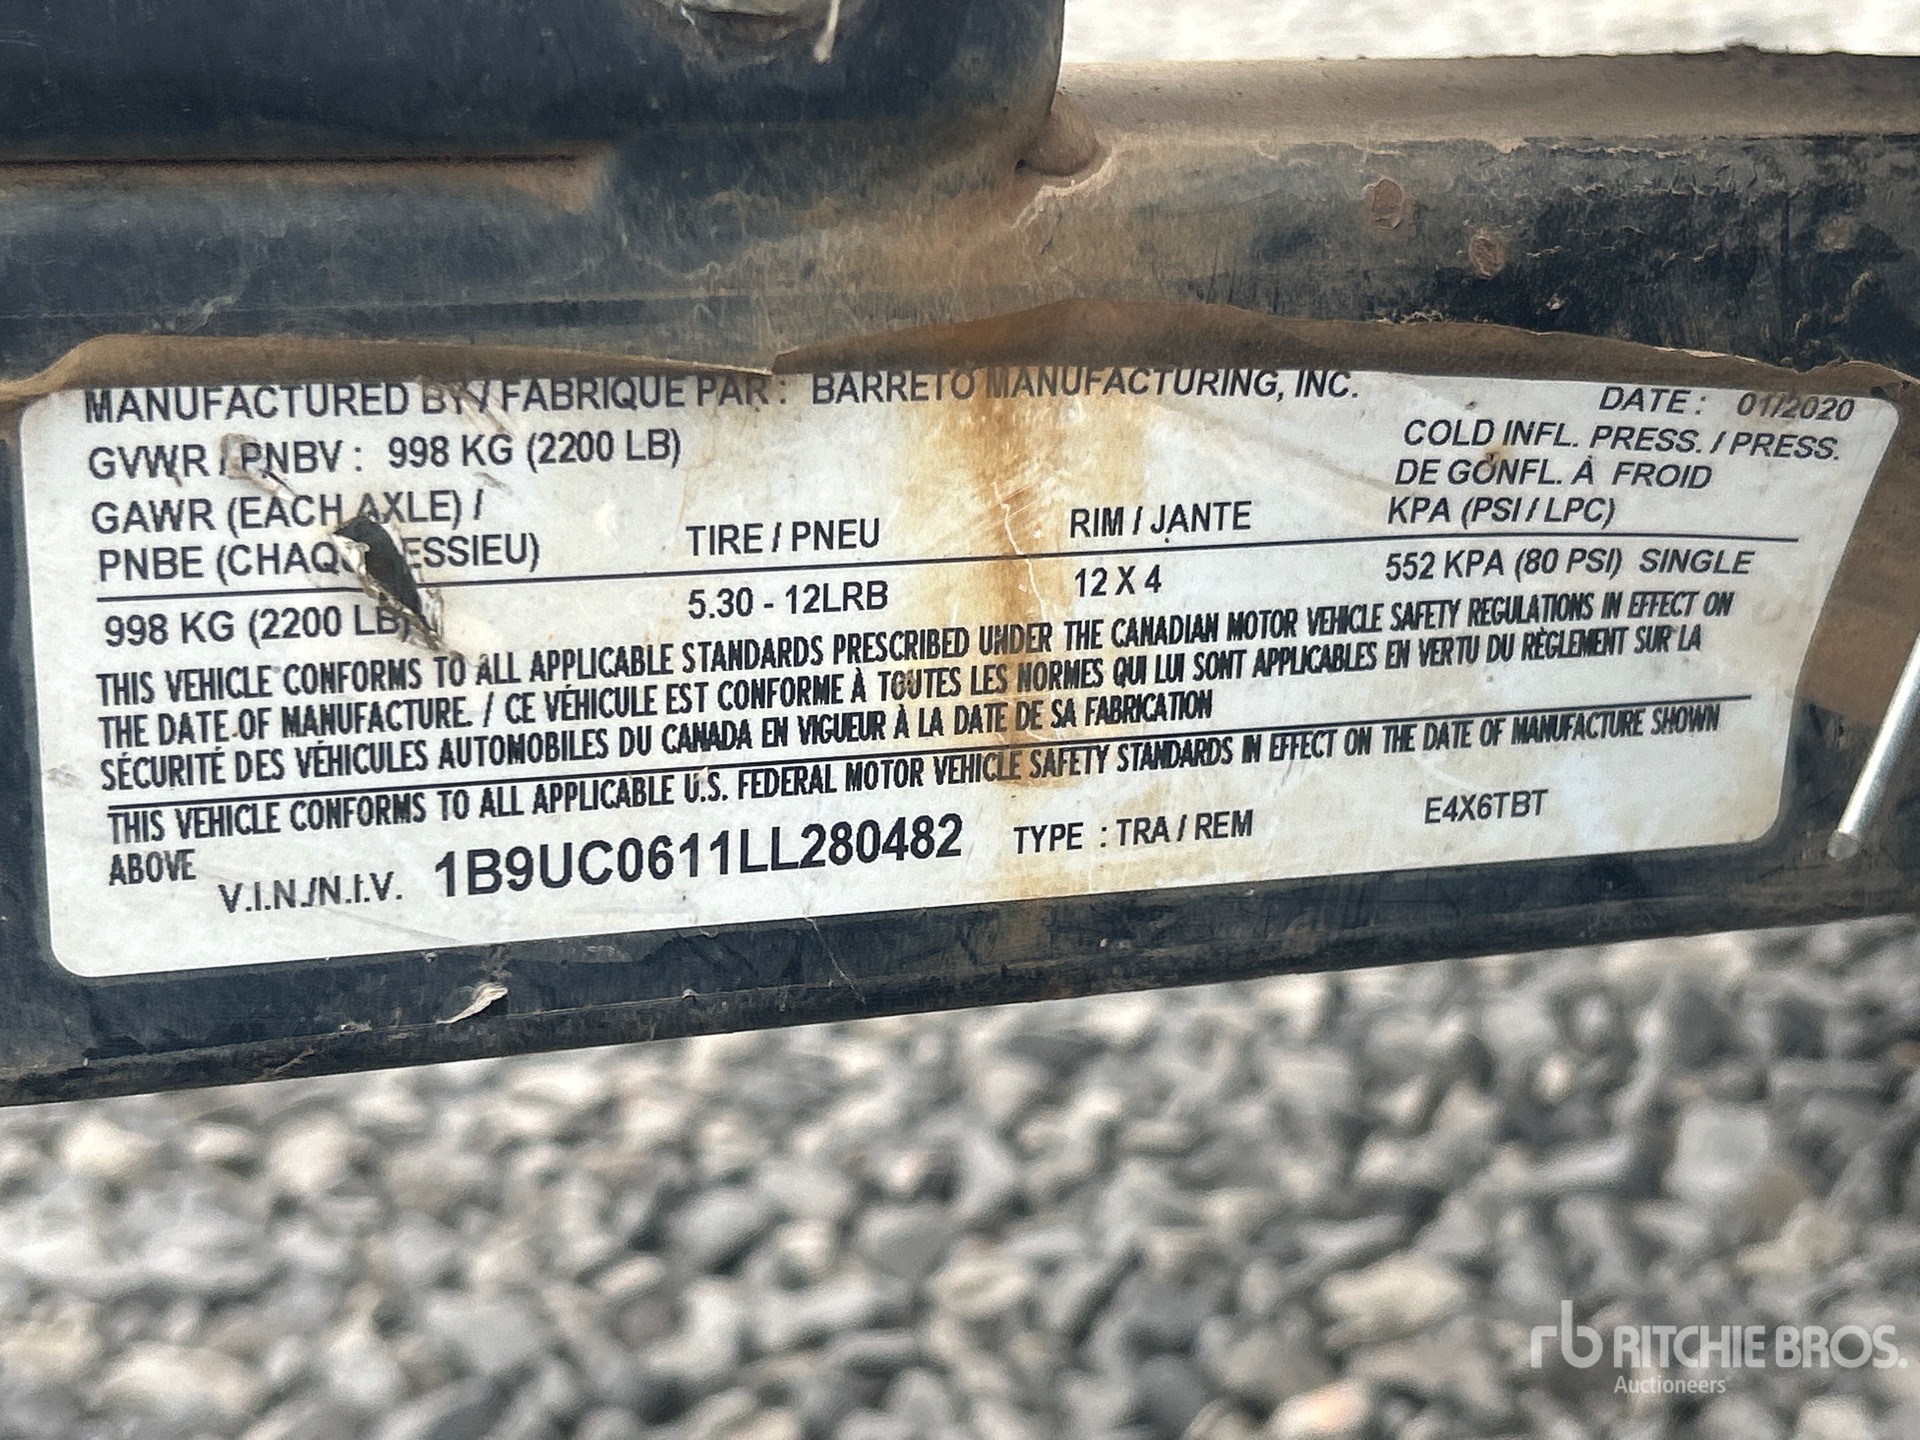 MANUFACTURED BY / FABRIQUE PAR : BARRETO MANUFACTURING, INC.
DATE : 01/2020
GVWR / PNBV : 998 KG (2200 LB)
COLD INFL. PRESS. / PRESS.
DE GONFL. À FROID
KPA (PSI / LPC)
GAWR (EACH AXLE) /
PNBE (CHAQ ESSIEU)
TIRE / PNEU
RIM / JANTE
998 KG (2200 LB)
5.30 - 12LRB
12 X 4
552 KPA (80 PSI) SINGLE
THIS VEHICLE CONFORMS TO ALL APPLICABLE STANDARDS PRESCRIBED UNDER THE CANADIAN MOTOR VEHICLE SAFETY REGULATIONS IN EFFECT ON
THE DATE OF MANUFACTURE. / CE VÉHICULE EST CONFORME À TOUTES LES NORMES QUI LUI SONT APPLICABLES EN VERTU DU RÈGLEMENT SUR LA
SÉCURITÉ DES VÉHICULES AUTOMOBILES DU CANADA EN VIGUEUR À LA DATE DE SA FABRICATION
THIS VEHICLE CONFORMS TO ALL APPLICABLE U.S. FEDERAL MOTOR VEHICLE SAFETY STANDARDS IN EFFECT ON THE DATE OF MANUFACTURE SHOWN
ABOVE
V.I.N./N.I.V. 1B9UC0611LL280482 TYPE : TRA / REM E4X6TBT
rb RITCHIE BROS.
Auctioneers